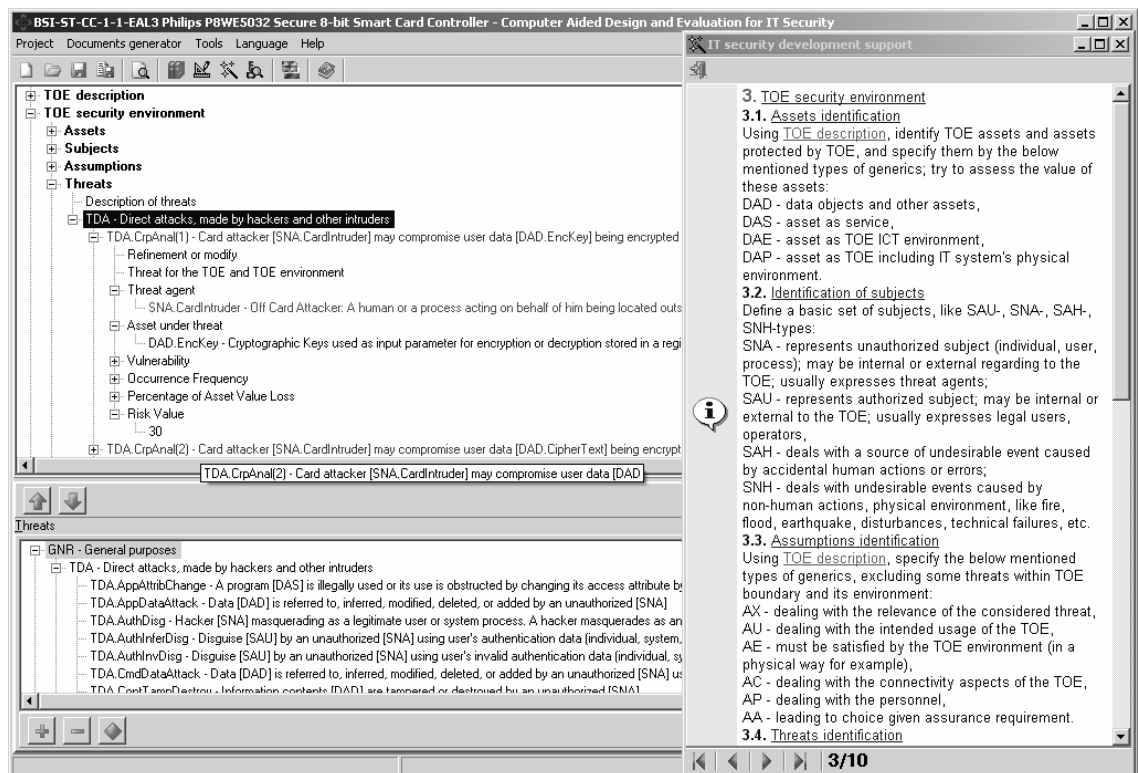 BSI-ST-CC-1-1-EAL3 Philips P8WE5032 Secure 8-bit Smart Card Controller - Computer Aided Design and Evaluation for IT Security
Project Documents generator Tools Language Help
TOE description
TOE security environment
Assets
Subjects
Assumptions
Threats
Description of threats
TDA - Direct attacks, made by hackers and other intruders
TDA.CrpAnal(1) - Card attacker [SNA.CardIntruder] may compromise user data [DAD.EncKey] being encrypted
Refinement or modify
Threat for the TOE and TOE environment
Threat agent
SNA.CardIntruder - Off Card Attacker: A human or a process acting on behalf of him being located outs
Asset under threat
DAD.EncKey - Cryptographic Keys used as input parameter for encryption or decryption stored in a regi
Vulnerability
Occurrence Frequency
Percentage of Asset Value Loss
Risk Value
30
TDA.CrpAnal(2) - Card attacker [SNA.CardIntruder] may compromise user data [DAD.CipherText] being encrypt
TDA.CrpAnal(2) - Card attacker [SNA.CardIntruder] may compromise user data [DAD
Threats
GNR - General purposes
TDA - Direct attacks, made by hackers and other intruders
TDA.AppAttribChange - A program [DAS] is illegally used or its use is obstructed by changing its access attribute by
TDA.AppDataAttack - Data [DAD] is referred to, inferred, modified, deleted, or added by an unauthorized [SNA]
TDA.AuthDisg - Hacker [SNA] masquerading as a legitimate user or system process. A hacker masquerades as an
TDA.AuthInferDisg - Disguise [SAU] by an unauthorized [SNA] using user's authentication data (individual, system,
TDA.AuthInvDisg - Disguise [SAU] by an unauthorized [SNA] using user's invalid authentication data (individual, sy
TDA.CmdDataAttack - Data [DAD] is referred to, inferred, modified, deleted, or added by an unauthorized [SNA] us
TDA.ContTampDestroy - Information contents [DAD] are tampered or destroyed by an unauthorized [SNA]
IT security development support
3. TOE security environment
3.1. Assets identification
Using TOE description, identify TOE assets and assets
protected by TOE, and specify them by the below
mentioned types of generics; try to assess the value of
these assets:
DAD - data objects and other assets,
DAS - asset as service,
DAE - asset as TOE ICT environment,
DAP - asset as TOE including IT system's physical
environment.
3.2. Identification of subjects
Define a basic set of subjects, like SAU-, SNA-, SAH-,
SNH-types:
SNA - represents unauthorized subject (individual, user,
process); may be internal or external regarding to the
TOE; usually expresses threat agents;
SAU - represents authorized subject; may be internal or
external to the TOE; usually expresses legal users,
operators,
SAH - deals with a source of undesirable event caused
by accidental human actions or errors;
SNH - deals with undesirable events caused by
non-human actions, physical environment, like fire,
flood, earthquake, disturbances, technical failures, etc.
3.3. Assumptions identification
Using TOE description, specify the below mentioned
types of generics, excluding some threats within TOE
boundary and its environment:
AX - dealing with the relevance of the considered threat,
AU - dealing with the intended usage of the TOE,
AE - must be satisfied by the TOE environment (in a
physical way for example),
AC - dealing with the connectivity aspects of the TOE,
AP - dealing with the personnel,
AA - leading to choice given assurance requirement.
3.4. Threats identification
3/10